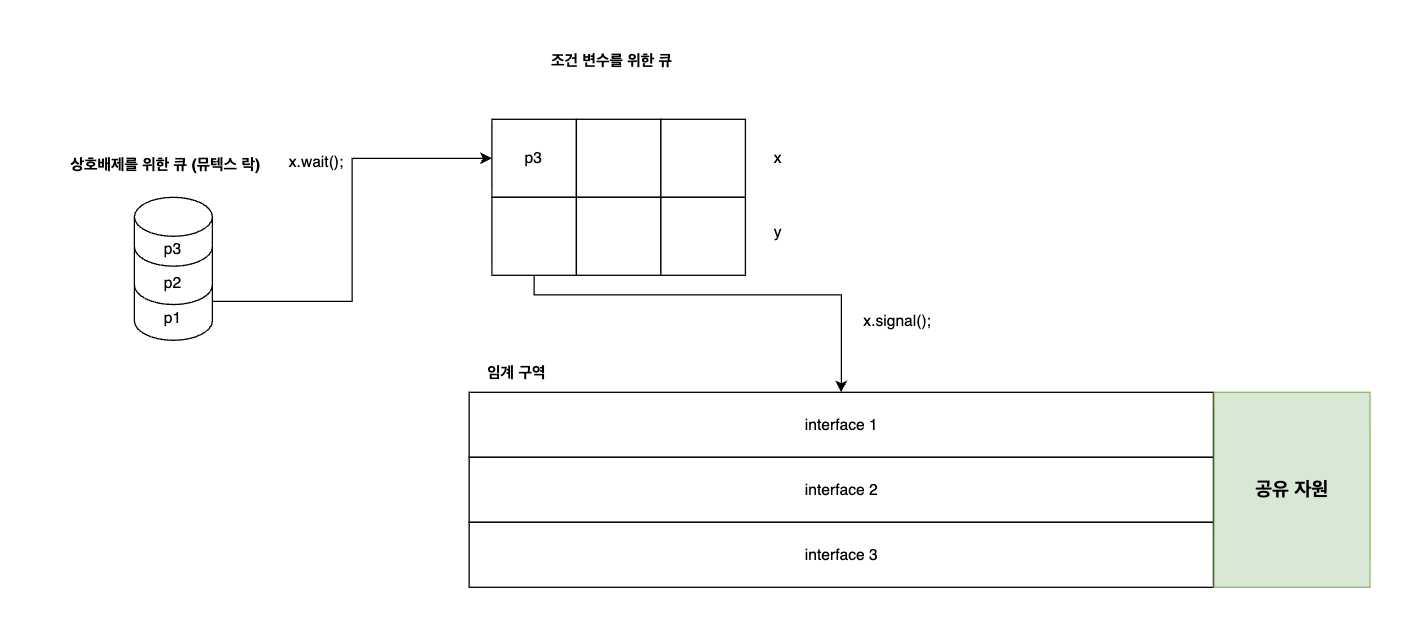 조건 변수를 위한 큐
상호배제를 위한 큐 (뮤텍스 락)
x.wait();
p3
x
y
p3
p2
p1
x.signal();
임계 구역
interface 1
interface 2
interface 3
공유 자원